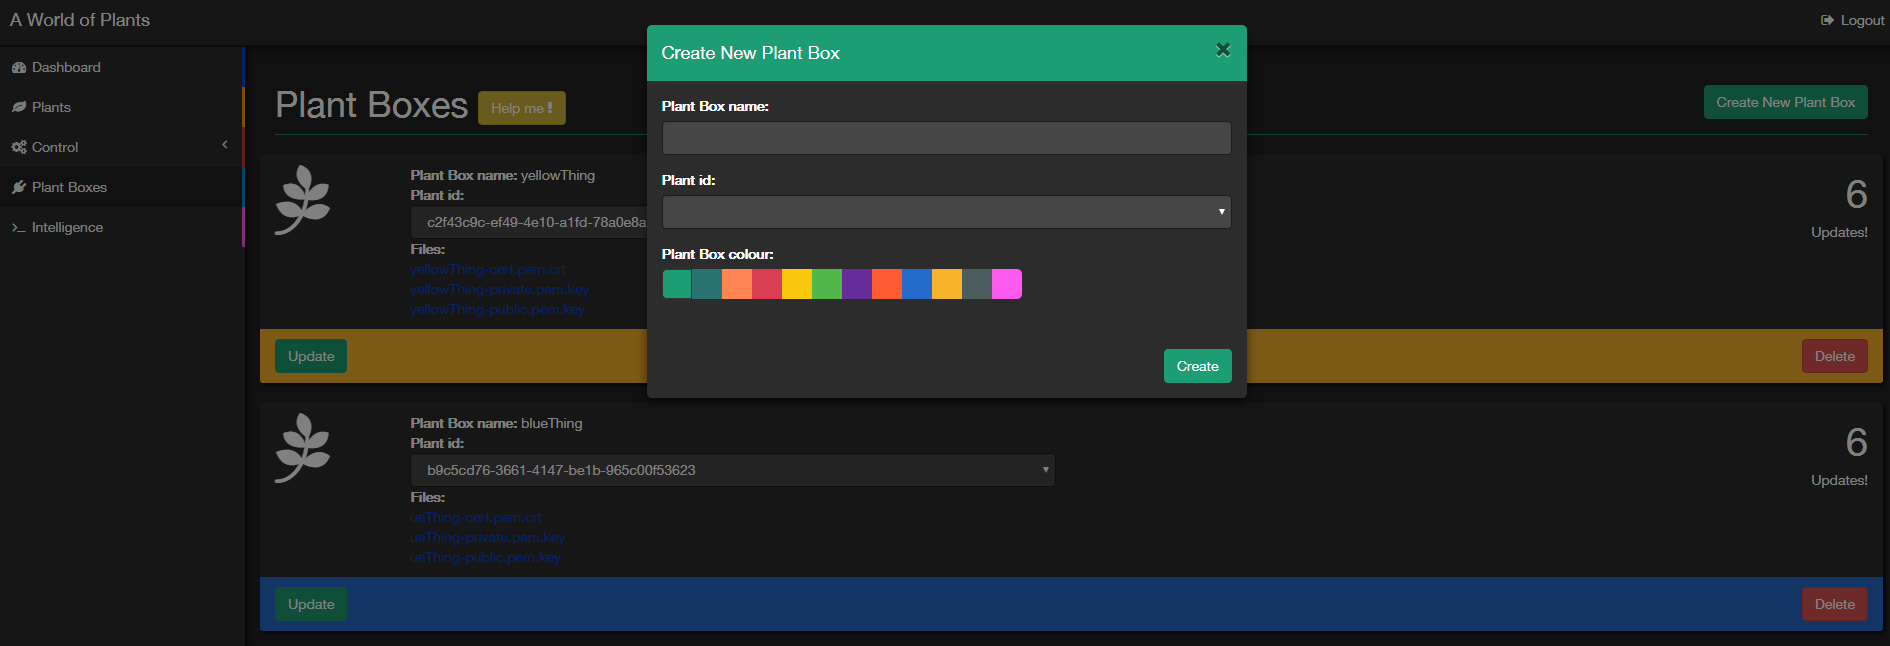 A World of Plants
Logout
Dashboard
Plants
Control
Plant Boxes
Intelligence
Plant Boxes
Help me !
Create New Plant Box
Plant Box name: yellowThing
Plant id:
c2f43c9c-ef49-4e10-a1fd-78a0e8a
Files:
yellowThing-cert.pem.crt
yellowThing-private.pem.key
yellowThing-public.pem.key
6
Updates!
Update
Delete
Plant Box name: blueThing
Plant id:
b9c5cd76-3661-4147-be1b-965c00f53623
Files:
ueThing-cert.pem.crt
ueThing-private.pem.key
ueThing-public.pem.key
6
Updates!
Update
Delete
Create New Plant Box
Plant Box name:
Plant id:
Plant Box colour:
Create